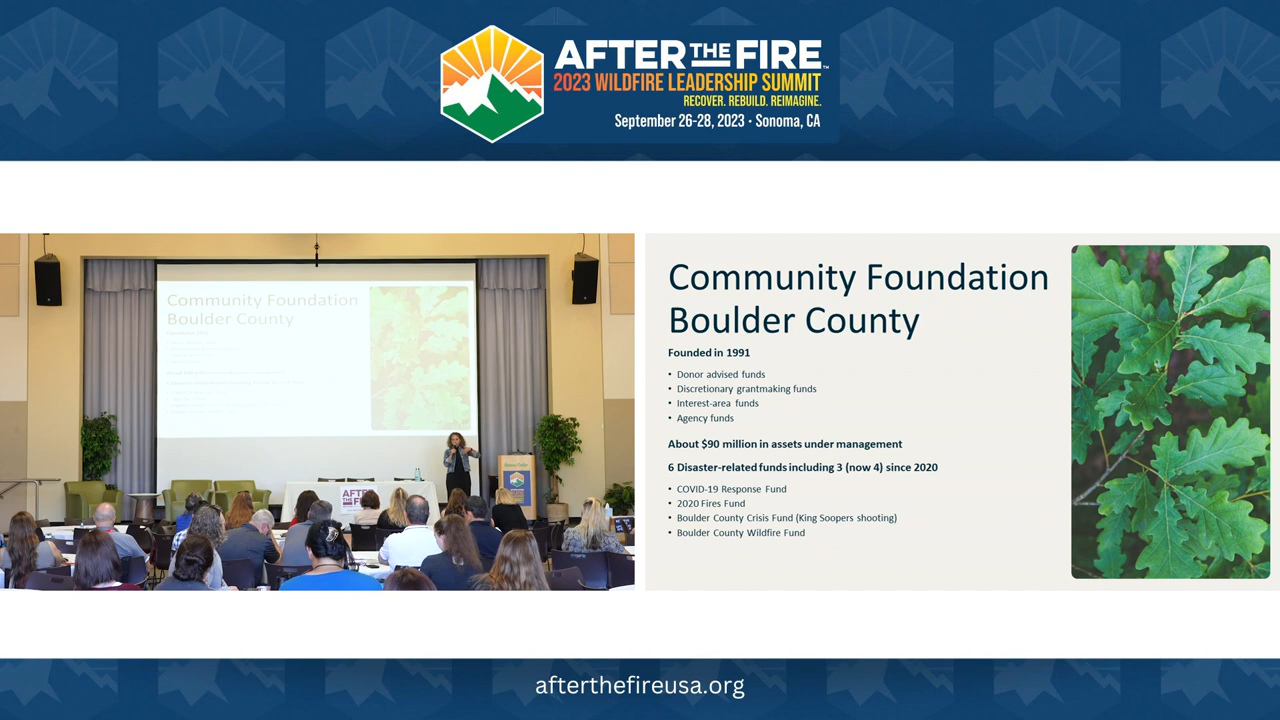 AFTER THE FIRE™
2023 WILDFIRE LEADERSHIP SUMMIT
RECOVER. REBUILD. REIMAGINE.
September 26-28, 2023 • Sonoma, CA
Community Foundation
Boulder County
AFTER
THE FIRE
Community Foundation
Boulder County
Founded in 1991
• Donor advised funds
• Discretionary grantmaking funds
• Interest-area funds
• Agency funds
About $90 million in assets under management
6 Disaster-related funds including 3 (now 4) since 2020
• COVID-19 Response Fund
• 2020 Fires Fund
• Boulder County Crisis Fund (King Soopers shooting)
• Boulder County Wildfire Fund
afterthefireusa.org